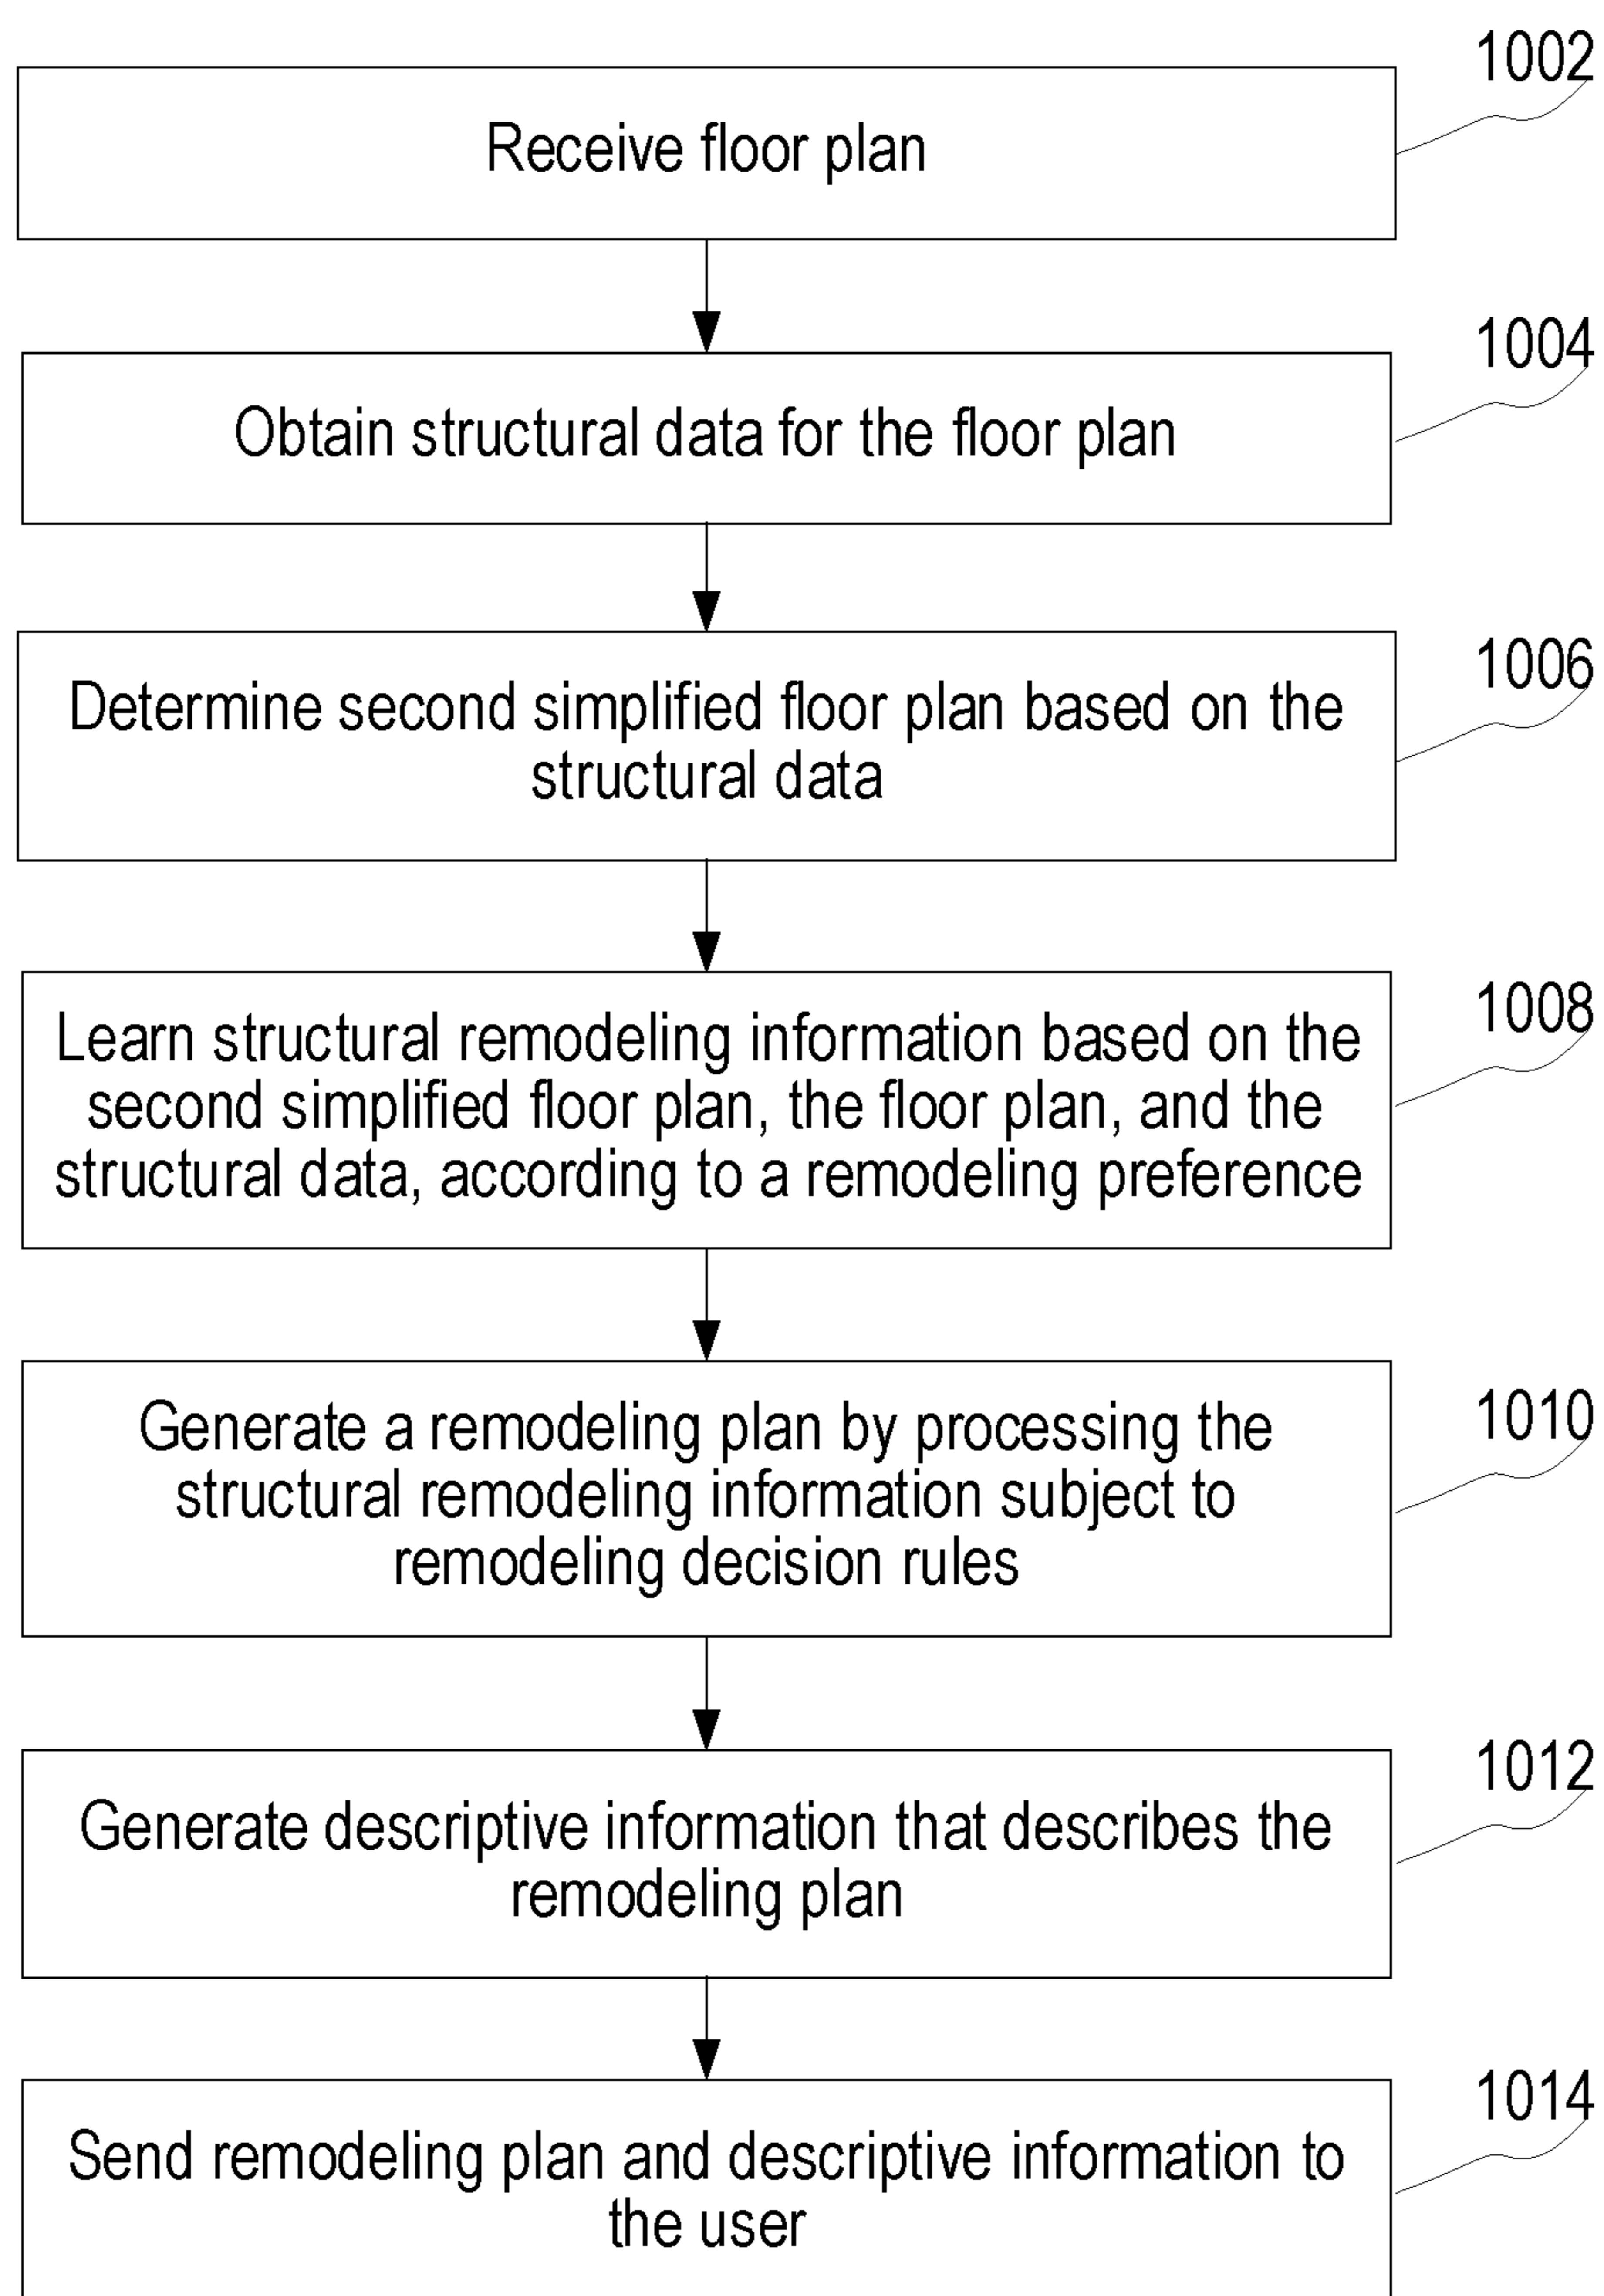 1002
Receive floor plan
1004
Obtain structural data for the floor plan
1006
Determine second simplified floor plan based on the
structural data
1008
Learn structural remodeling information based on the
second simplified floor plan, the floor plan, and the
structural data, according to a remodeling preference
1010
Generate a remodeling plan by processing the
structural remodeling information subject to
remodeling decision rules
1012
Generate descriptive information that describes the
remodeling plan
1014
Send remodeling plan and descriptive information to
the user